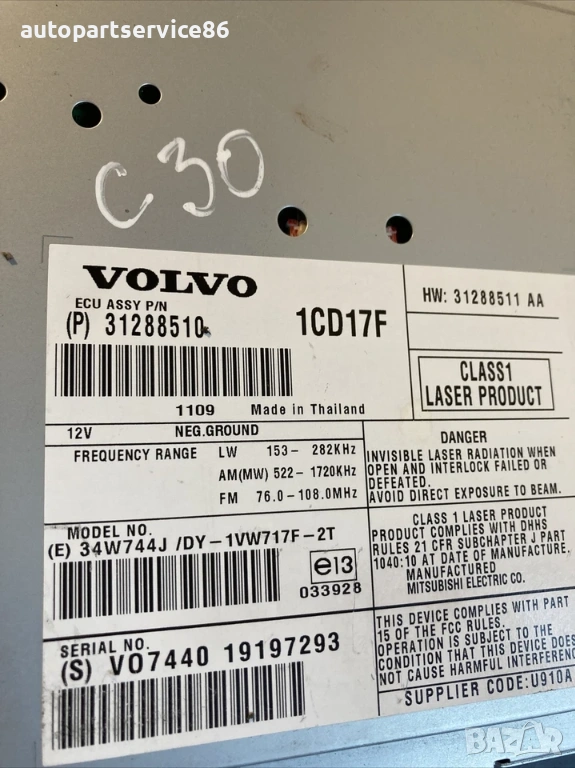 autopartservice86
C30
VOLVO
ECU ASSY P/N
(P) 31288510
1CD17F
1109 Made in Thailand
HW: 31288511 AA
CLASS1
LASER PRODUCT
12V NEG.GROUND
FREQUENCY RANGE LW 153- 282KHz
AM(MW) 522-1720KHz
FM 76.0-108.0MHz
DANGER
INVISIBLE LASER RADIATION WHEN
OPEN AND INTERLOCK FAILED OR
DEFEATED.
AVOID DIRECT EXPOSURE TO BEAM.
MODEL NO.
(E) 34W744J /DY-1VW717F-2T
e13
033928
CLASS 1 LASER PRODUCT
PRODUCT COMPLIES WITH DHHS
RULES 21 CFR SUBCHAPTER J PART
1040:10 AT DATE OF MANUFACTURE.
MANUFACTURED
MITSUBISHI ELECTRIC CO.
SERIAL NO.
(S) VO7440 19197293
THIS DEVICE COMPLIES WITH PART
15 OF THE FCC RULES.
OPERATION IS SUBJECT TO THE
CONDITION THAT THIS DEVICE DOES
NOT CAUSE HARMFUL INTERFERENC
SUPPLIER CODE:U910A
BAZAR